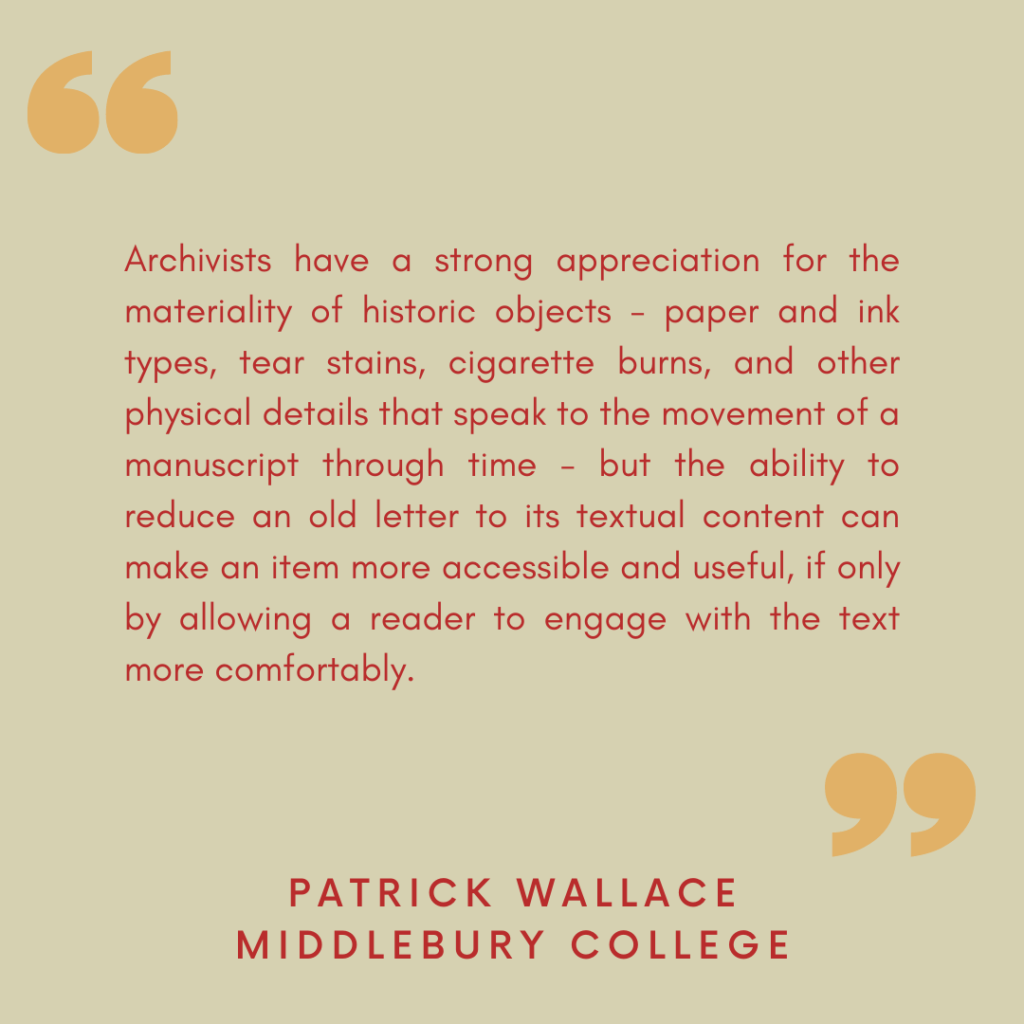 “
Archivists have a strong appreciation for the
materiality of historic objects – paper and ink
types, tear stains, cigarette burns, and other
physical details that speak to the movement of a
manuscript through time – but the ability to
reduce an old letter to its textual content can
make an item more accessible and useful, if only
by allowing a reader to engage with the text
more comfortably.
”
PATRICK WALLACE
MIDDLEBURY COLLEGE